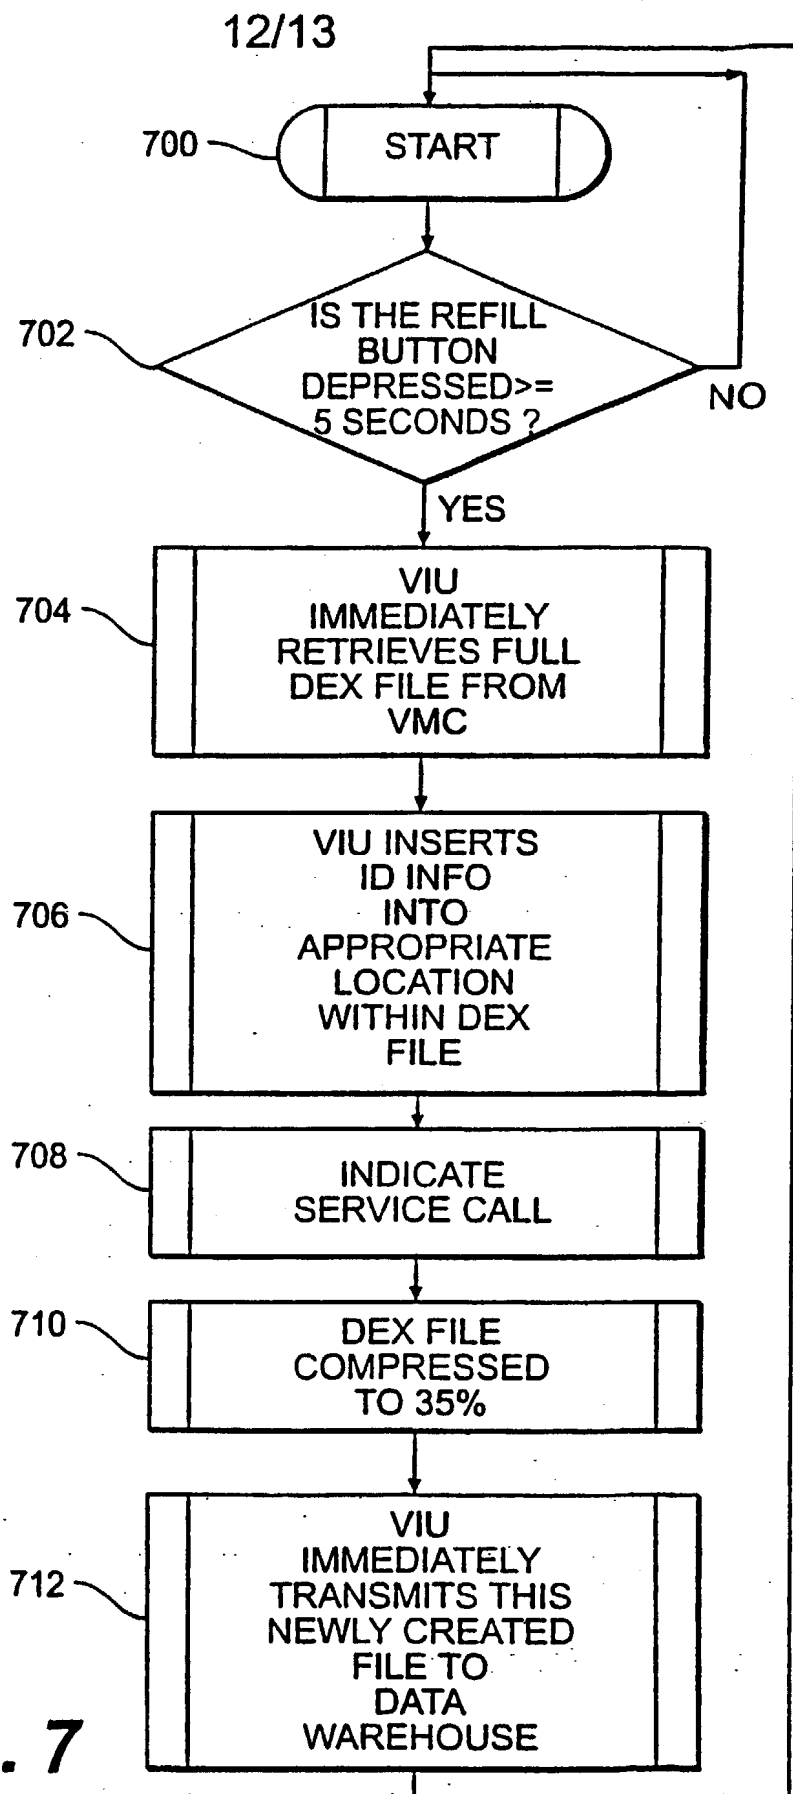 12/13
700
START
702
IS THE REFILL
BUTTON
DEPRESSED>=
5 SECONDS ?
NO
YES
704
VIU
IMMEDIATELY
RETRIEVES FULL
DEX FILE FROM
VMC
706
VIU INSERTS
ID INFO
INTO
APPROPRIATE
LOCATION
WITHIN DEX
FILE
708
INDICATE
SERVICE CALL
710
DEX FILE
COMPRESSED
TO 35%
712
VIU
IMMEDIATELY
TRANSMITS THIS
NEWLY CREATED
FILE TO
DATA
WAREHOUSE
. 7